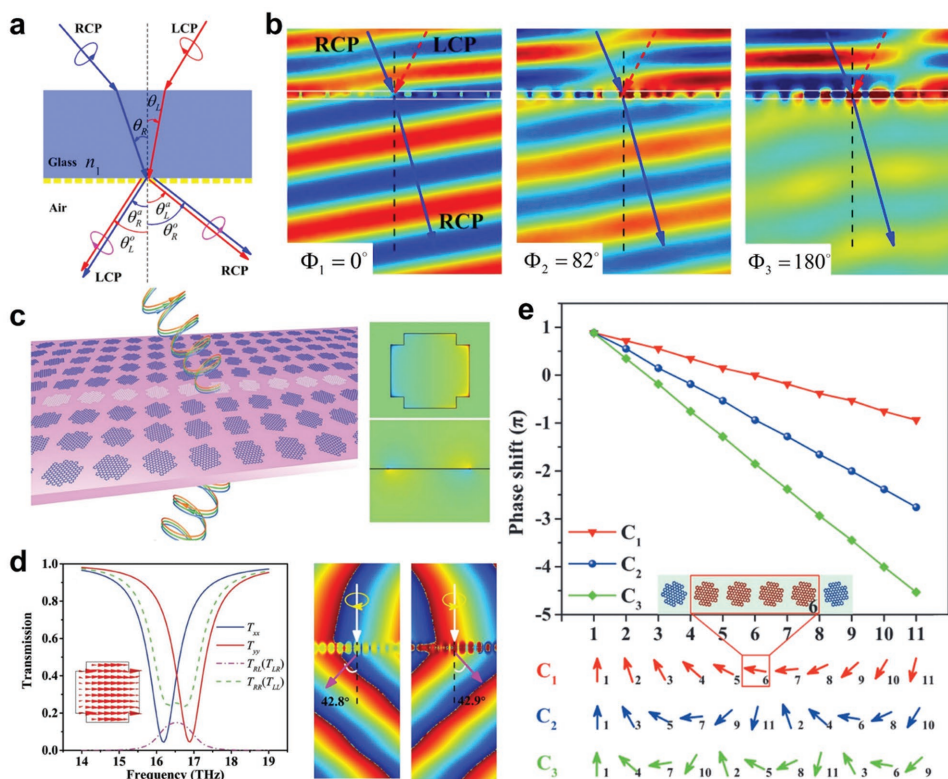 a
RCP
LCP
θL
θR
Glass n1
Air
θRa
θLa
θLo
θRo
LCP
RCP
b
RCP
LCP
RCP
Φ1 = 0°
Φ2 = 82°
Φ3 = 180°
c
d
1.0
0.8
0.6
0.4
0.2
0.0
Transmission
Txx
Tyy
TRL(TLR)
TRR(TLL)
14 15 16 17 18 19
Frequency (THz)
42.8°
42.9°
e
1
0
-1
-2
-3
-4
-5
Phase shift (π)
C1
C2
C3
6
1 2 3 4 5 6 7 8 9 10 11
C1 1 2 3 4 5 6 7 8 9 10 11
C2 1 3 5 7 9 11 2 4 6 8 10
C3 1 4 7 10 2 5 8 11 3 6 9